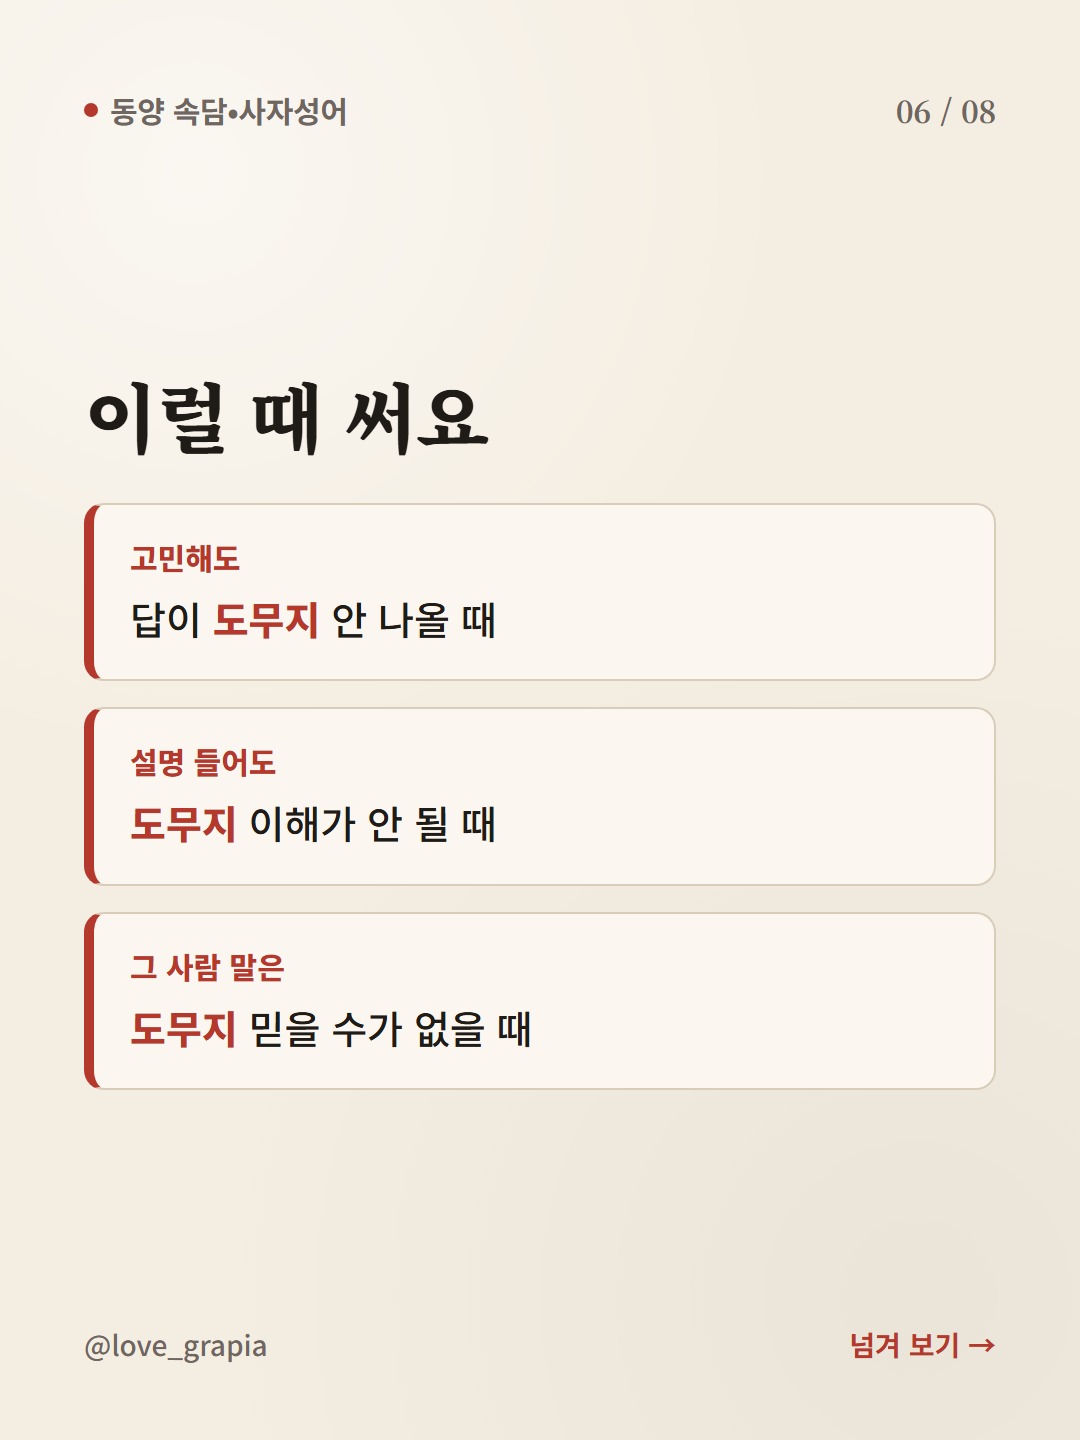 동양 속담•사자성어
06 / 08
이럴 때 써요
고민해도
답이 도무지 안 나올 때
설명 들어도
도무지 이해가 안 될 때
그 사람 말은
도무지 믿을 수가 없을 때
@love_grapia
넘겨 보기 →